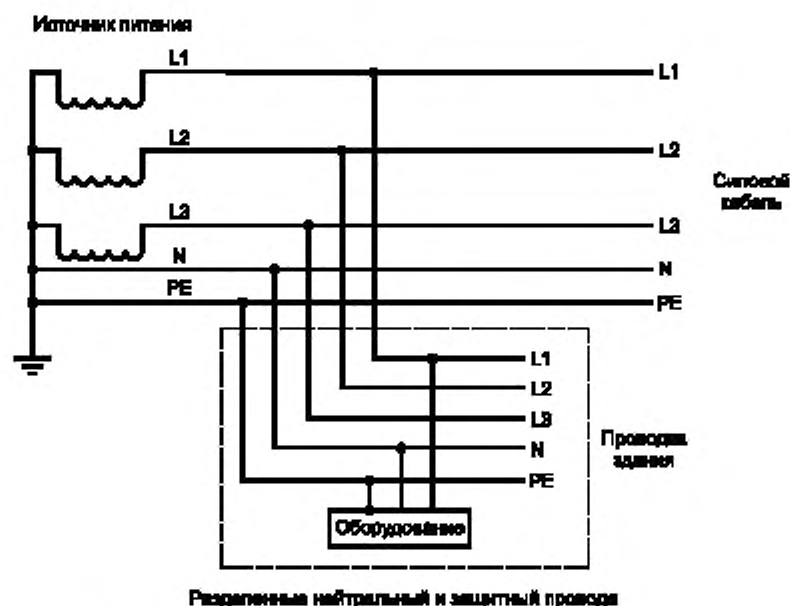 Источник питания
L1
L1
L2
L2
Силовой
кабель
L3
L3
N
N
PE
PE
L1
L2
L3
N
Проводка
здания
PE
Оборудование
Разделенные нейтральный и защитный провода